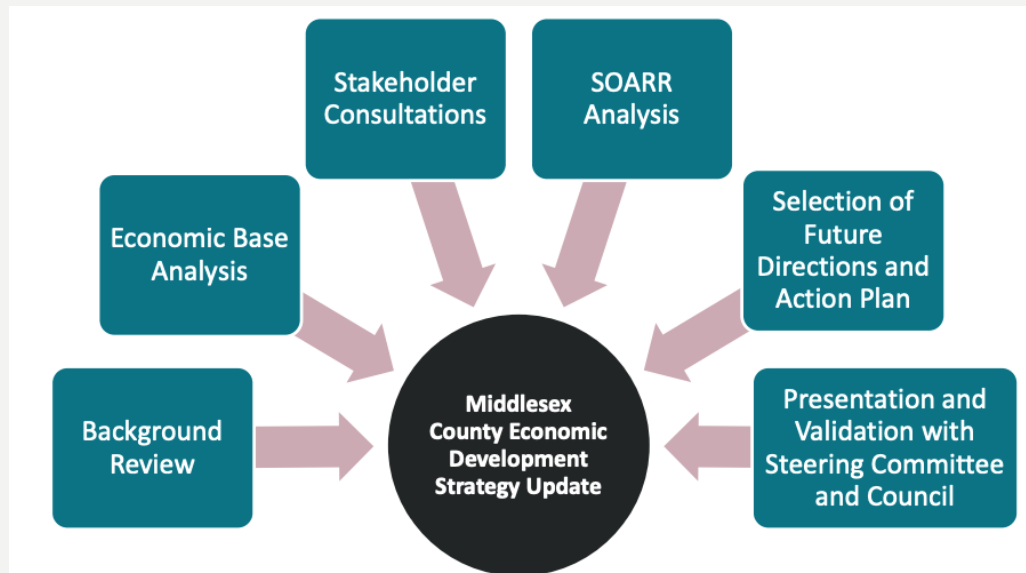 Stakeholder
Consultations
SOARR
Analysis
Economic Base
Analysis
Selection of
Future
Directions and
Action Plan
Background
Review
Middlesex
County Economic
Development
Strategy Update
Presentation and
Validation with
Steering Committee
and Council